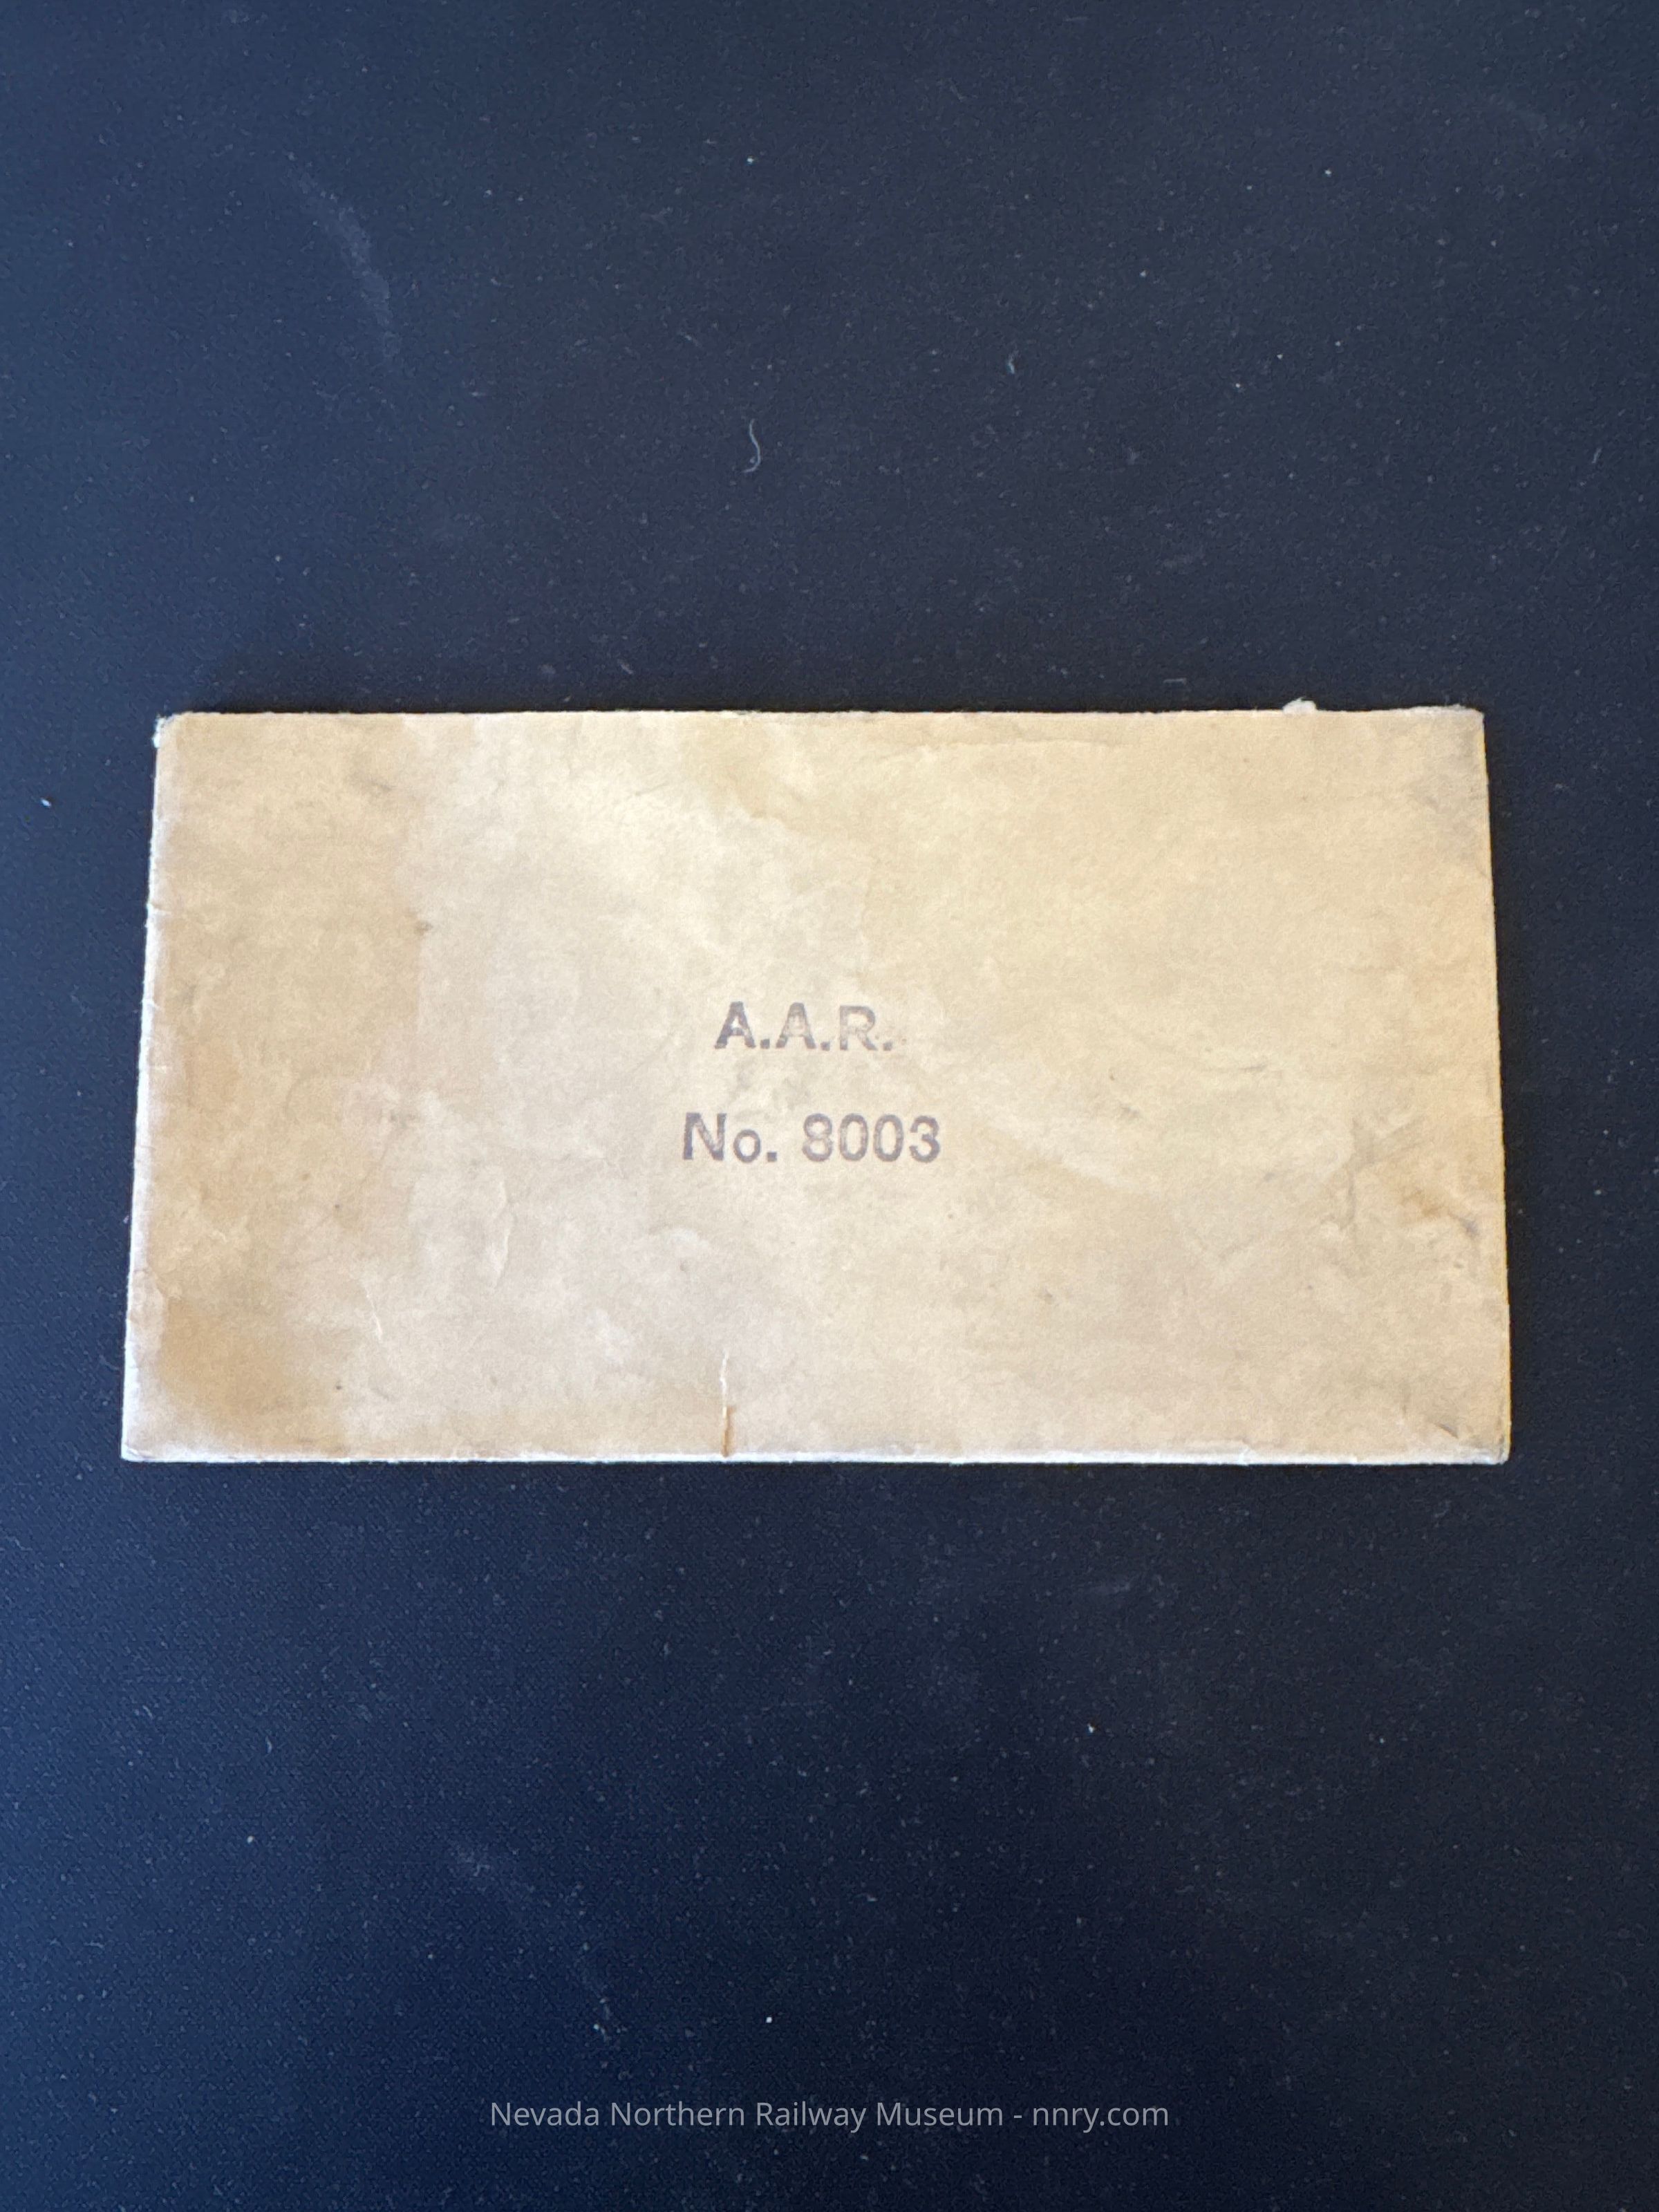 A.A.R.
No. 8003
Nevada Northern Railway Museum - nnry.com